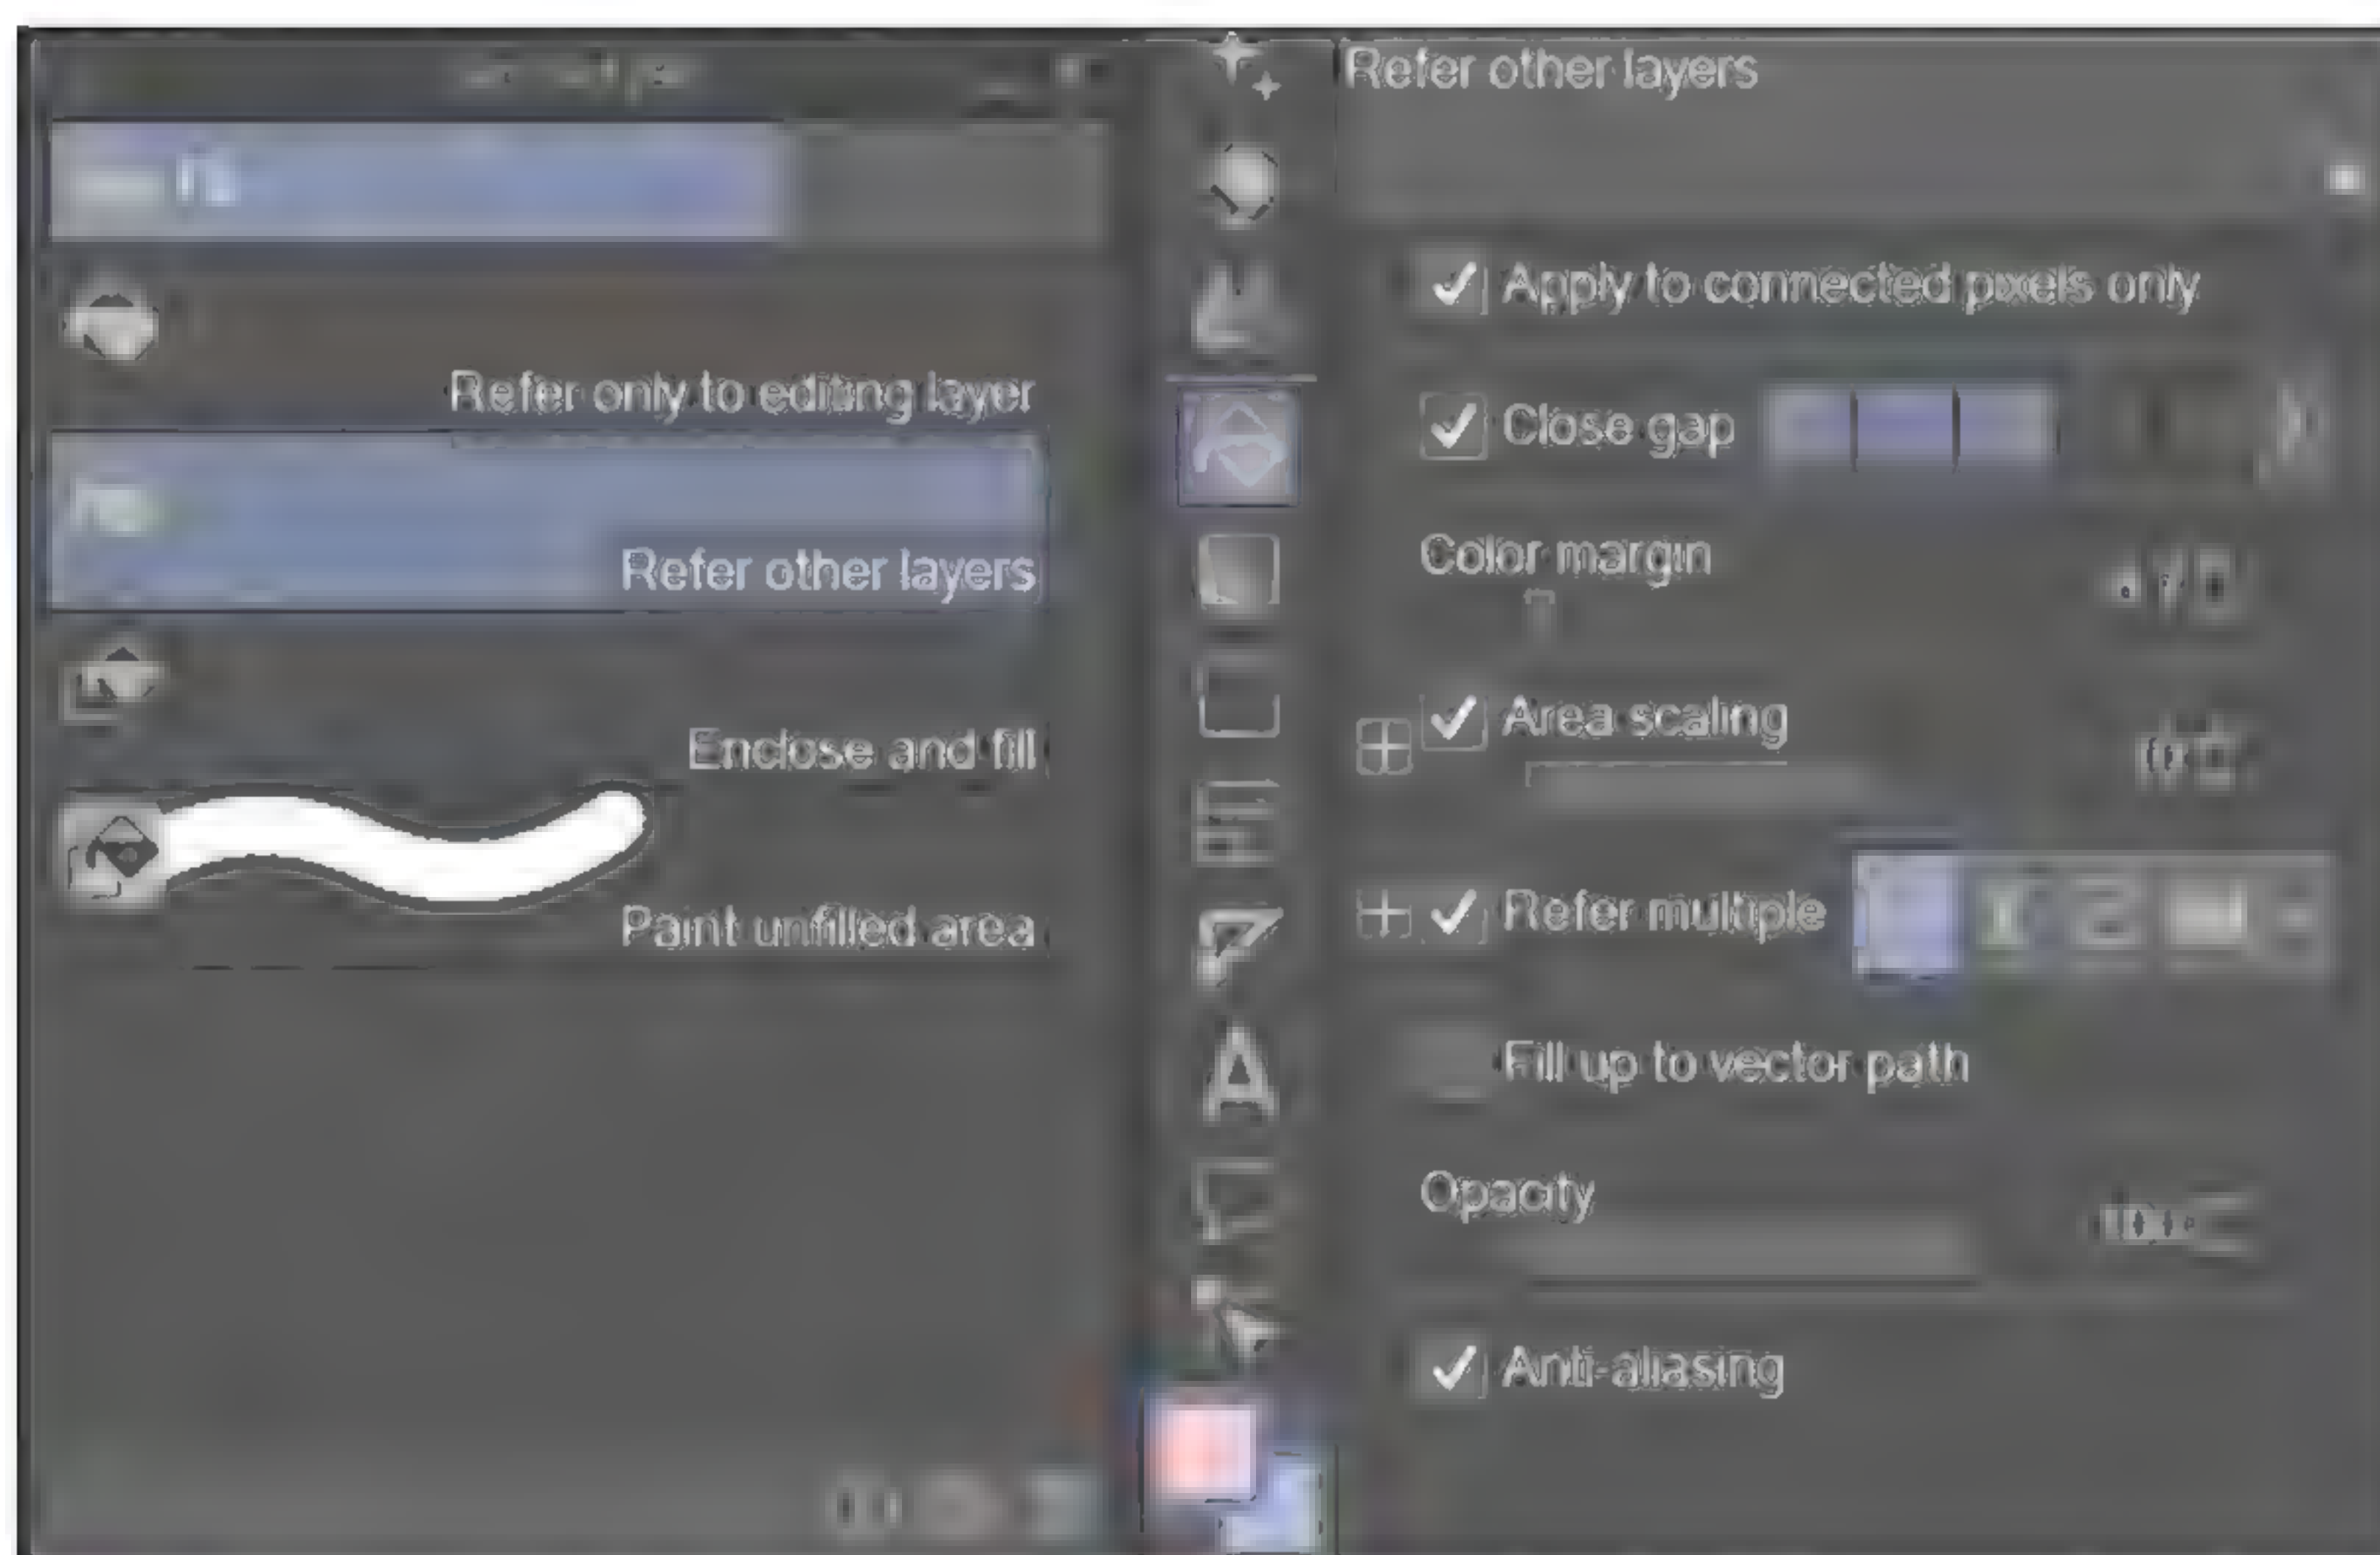 Refer only to editing layer
Refer other layers
Enclose and fill
Paint unfilled area
A
Refer other layers
Apply to connected pixels only
Close gap
Color margin
Area scaling
Refer multiple
Fill up to vector path
Opacity
Anti-aliasing